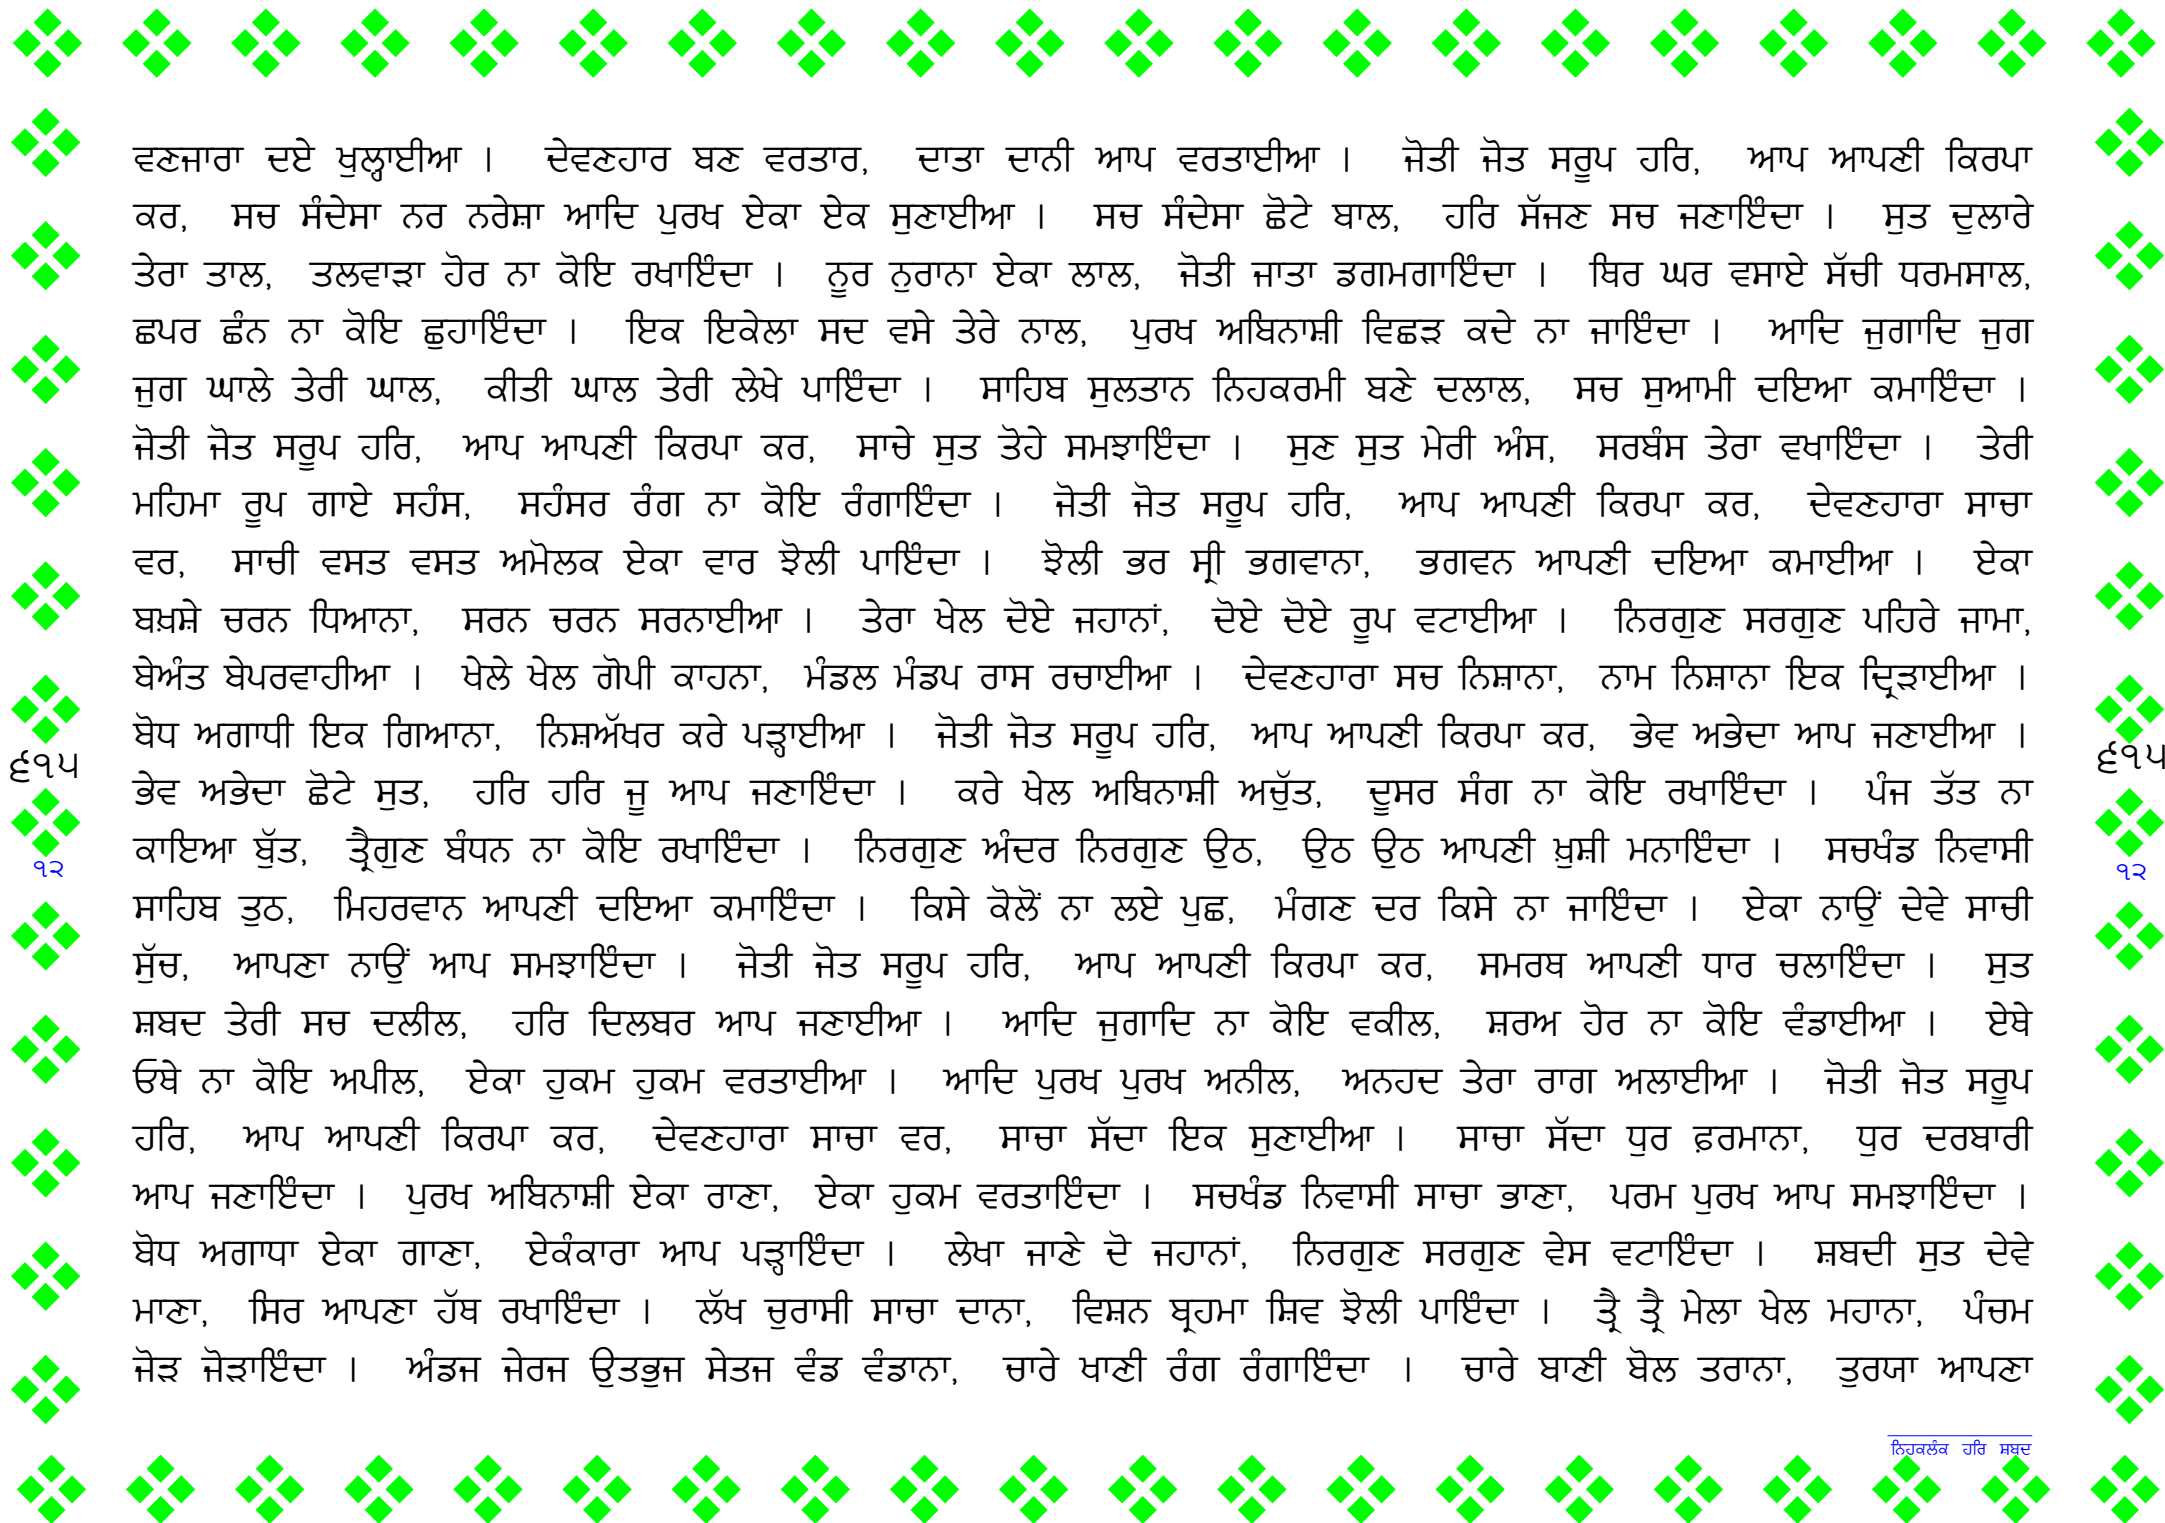 ਵਣਜਾਰਾ ਦਏ ਖੁਲ੍ਹਾਈਆ । ਦੇਵਣਹਾਰ ਬਣ ਵਰਤਾਰ, ਦਾਤਾ ਦਾਨੀ ਆਪ ਵਰਤਾਈਆ । ਜੋਤੀ ਜੋਤ ਸਰੂਪ ਹਰਿ, ਆਪ ਆਪਣੀ ਕਿਰਪਾ
ਕਰ, ਸਚ ਸੰਦੇਸਾ ਨਰ ਨਰੇਸ਼ਾ ਆਦਿ ਪੁਰਖ ਏਕਾ ਏਕ ਸੁਣਾਈਆ । ਸਚ ਸੰਦੇਸਾ ਛੋਟੇ ਬਾਲ, ਹਰਿ ਸੱਜਣ ਸਚ ਜਣਾਇੰਦਾ । ਸੁਤ ਦੁਲਾਰੇ
ਤੇਰਾ ਤਾਲ, ਤਲਵਾੜਾ ਹੋਰ ਨਾ ਕੋਇ ਰਖਾਇੰਦਾ । ਨੂਰ ਨੁਰਾਨਾ ਏਕਾ ਲਾਲ, ਜੋਤੀ ਜਾਤਾ ਡਗਮਗਾਇੰਦਾ । ਥਿਰ ਘਰ ਵਸਾਏ ਸੱਚੀ ਧਰਮਸਾਲ,
ਛਪਰ ਛੰਨ ਨਾ ਕੋਇ ਛੁਹਾਇੰਦਾ । ਇਕ ਇਕੇਲਾ ਸਦ ਵਸੇ ਤੇਰੇ ਨਾਲ, ਪੁਰਖ ਅਬਿਨਾਸ਼ੀ ਵਿਛੜ ਕਦੇ ਨਾ ਜਾਇੰਦਾ । ਆਦਿ ਜੁਗਾਦਿ ਜੁਗ
ਜੁਗ ਘਾਲੇ ਤੇਰੀ ਘਾਲ, ਕੀਤੀ ਘਾਲ ਤੇਰੀ ਲੇਖੇ ਪਾਇੰਦਾ । ਸਾਹਿਬ ਸੁਲਤਾਨ ਨਿਹਕਰਮੀ ਬਣੇ ਦਲਾਲ, ਸਚ ਸੁਆਮੀ ਦਇਆ ਕਮਾਇੰਦਾ ।
ਜੋਤੀ ਜੋਤ ਸਰੂਪ ਹਰਿ, ਆਪ ਆਪਣੀ ਕਿਰਪਾ ਕਰ, ਸਾਚੇ ਸੁਤ ਤੋਹੇ ਸਮਝਾਇੰਦਾ । ਸੁਣ ਸੁਤ ਮੇਰੀ ਅੰਸ, ਸਰਬੰਸ ਤੇਰਾ ਵਖਾਇੰਦਾ । ਤੇਰੀ
ਮਹਿਮਾ ਰੂਪ ਗਾਏ ਸਹੰਸ, ਸਹੰਸਰ ਰੰਗ ਨਾ ਕੋਇ ਰੰਗਾਇੰਦਾ । ਜੋਤੀ ਜੋਤ ਸਰੂਪ ਹਰਿ, ਆਪ ਆਪਣੀ ਕਿਰਪਾ ਕਰ, ਦੇਵਣਹਾਰਾ ਸਾਚਾ
ਵਰ, ਸਾਚੀ ਵਸਤ ਵਸਤ ਅਮੋਲਕ ਏਕਾ ਵਾਰ ਝੋਲੀ ਪਾਇੰਦਾ । ਝੋਲੀ ਭਰ ਸ੍ਰੀ ਭਗਵਾਨਾ, ਭਗਵਨ ਆਪਣੀ ਦਇਆ ਕਮਾਈਆ । ਏਕਾ
ਬਖ਼ਸ਼ੇ ਚਰਨ ਧਿਆਨਾ, ਸਰਨ ਚਰਨ ਸਰਨਾਈਆ । ਤੇਰਾ ਖੇਲ ਦੋਏ ਜਹਾਨਾਂ, ਦੋਏ ਦੋਏ ਰੂਪ ਵਟਾਈਆ । ਨਿਰਗੁਣ ਸਰਗੁਣ ਪਹਿਰੇ ਜਾਮਾ,
ਬੇਅੰਤ ਬੇਪਰਵਾਹੀਆ । ਖੇਲੇ ਖੇਲ ਗੋਪੀ ਕਾਹਨਾ, ਮੰਡਲ ਮੰਡਪ ਰਾਸ ਰਚਾਈਆ । ਦੇਵਣਹਾਰਾ ਸਚ ਨਿਸ਼ਾਨਾ, ਨਾਮ ਨਿਸ਼ਾਨਾ ਇਕ ਦ੍ਰਿੜਾਈਆ ।
ਬੋਧ ਅਗਾਧੀ ਇਕ ਗਿਆਨਾ, ਨਿਸ਼ਅੱਖਰ ਕਰੇ ਪੜ੍ਹਾਈਆ । ਜੋਤੀ ਜੋਤ ਸਰੂਪ ਹਰਿ, ਆਪ ਆਪਣੀ ਕਿਰਪਾ ਕਰ, ਭੇਵ ਅਭੇਦਾ ਆਪ ਜਣਾਈਆ ।
੬੧੫ ੬੧੫
ਭੇਵ ਅਭੇਦਾ ਛੋਟੇ ਸੁਤ, ਹਰਿ ਹਰਿ ਜੂ ਆਪ ਜਣਾਇੰਦਾ । ਕਰੇ ਖੇਲ ਅਬਿਨਾਸ਼ੀ ਅਚੁੱਤ, ਦੂਸਰ ਸੰਗ ਨਾ ਕੋਇ ਰਖਾਇੰਦਾ । ਪੰਜ ਤੱਤ ਨਾ
ਕਾਇਆ ਬੁੱਤ, ਤ੍ਰੈਗੁਣ ਬੰਧਨ ਨਾ ਕੋਇ ਰਖਾਇੰਦਾ । ਨਿਰਗੁਣ ਅੰਦਰ ਨਿਰਗੁਣ ਉਠ, ਉਠ ਉਠ ਆਪਣੀ ਖ਼ੁਸ਼ੀ ਮਨਾਇੰਦਾ । ਸਚਖੰਡ ਨਿਵਾਸੀ
੧੨ ੧੨
ਸਾਹਿਬ ਤੁਠ, ਮਿਹਰਵਾਨ ਆਪਣੀ ਦਇਆ ਕਮਾਇੰਦਾ । ਕਿਸੇ ਕੋਲੋਂ ਨਾ ਲਏ ਪੁਛ, ਮੰਗਣ ਦਰ ਕਿਸੇ ਨਾ ਜਾਇੰਦਾ । ਏਕਾ ਨਾਉਂ ਦੇਵੇ ਸਾਚੀ
ਸੁੱਚ, ਆਪਣਾ ਨਾਉਂ ਆਪ ਸਮਝਾਇੰਦਾ । ਜੋਤੀ ਜੋਤ ਸਰੂਪ ਹਰਿ, ਆਪ ਆਪਣੀ ਕਿਰਪਾ ਕਰ, ਸਮਰਥ ਆਪਣੀ ਧਾਰ ਚਲਾਇੰਦਾ । ਸੁਤ
ਸ਼ਬਦ ਤੇਰੀ ਸਚ ਦਲੀਲ, ਹਰਿ ਦਿਲਬਰ ਆਪ ਜਣਾਈਆ । ਆਦਿ ਜੁਗਾਦਿ ਨਾ ਕੋਇ ਵਕੀਲ, ਸ਼ਰਅ ਹੋਰ ਨਾ ਕੋਇ ਵੰਡਾਈਆ । ਏਥੇ
ਓਥੇ ਨਾ ਕੋਇ ਅਪੀਲ, ਏਕਾ ਹੁਕਮ ਹੁਕਮ ਵਰਤਾਈਆ । ਆਦਿ ਪੁਰਖ ਪੁਰਖ ਅਨੀਲ, ਅਨਹਦ ਤੇਰਾ ਰਾਗ ਅਲਾਈਆ । ਜੋਤੀ ਜੋਤ ਸਰੂਪ
ਹਰਿ, ਆਪ ਆਪਣੀ ਕਿਰਪਾ ਕਰ, ਦੇਵਣਹਾਰਾ ਸਾਚਾ ਵਰ, ਸਾਚਾ ਸੱਦਾ ਇਕ ਸੁਣਾਈਆ । ਸਾਚਾ ਸੱਦਾ ਧੁਰ ਫ਼ਰਮਾਨਾ, ਧੁਰ ਦਰਬਾਰੀ
ਆਪ ਜਣਾਇੰਦਾ । ਪੁਰਖ ਅਬਿਨਾਸ਼ੀ ਏਕਾ ਰਾਣਾ, ਏਕਾ ਹੁਕਮ ਵਰਤਾਇੰਦਾ । ਸਚਖੰਡ ਨਿਵਾਸੀ ਸਾਚਾ ਭਾਣਾ, ਪਰਮ ਪੁਰਖ ਆਪ ਸਮਝਾਇੰਦਾ ।
ਬੋਧ ਅਗਾਧਾ ਏਕਾ ਗਾਣਾ, ਏਕੰਕਾਰਾ ਆਪ ਪੜ੍ਹਾਇੰਦਾ । ਲੇਖਾ ਜਾਣੇ ਦੋ ਜਹਾਨਾਂ, ਨਿਰਗੁਣ ਸਰਗੁਣ ਵੇਸ ਵਟਾਇੰਦਾ । ਸ਼ਬਦੀ ਸੁਤ ਦੇਵੇ
ਮਾਣਾ, ਸਿਰ ਆਪਣਾ ਹੱਥ ਰਖਾਇੰਦਾ । ਲੱਖ ਚੁਰਾਸੀ ਸਾਚਾ ਦਾਨਾ, ਵਿਸ਼ਨ ਬ੍ਰਹਮਾ ਸ਼ਿਵ ਝੋਲੀ ਪਾਇੰਦਾ । ਤ੍ਰੈ ਤ੍ਰੈ ਮੇਲਾ ਖੇਲ ਮਹਾਨਾ, ਪੰਚਮ
ਜੋੜ ਜੋੜਾਇੰਦਾ । ਅੰਡਜ ਜੇਰਜ ਉਤਭੁਜ ਸੇਤਜ ਵੰਡ ਵੰਡਾਨਾ, ਚਾਰੇ ਖਾਣੀ ਰੰਗ ਰੰਗਾਇੰਦਾ । ਚਾਰੇ ਬਾਣੀ ਬੋਲ ਤਰਾਨਾ, ਤੁਰਯਾ ਆਪਣਾ
ਨਿਹਕਲੰਕ ਹਰਿ ਸ਼ਬਦ